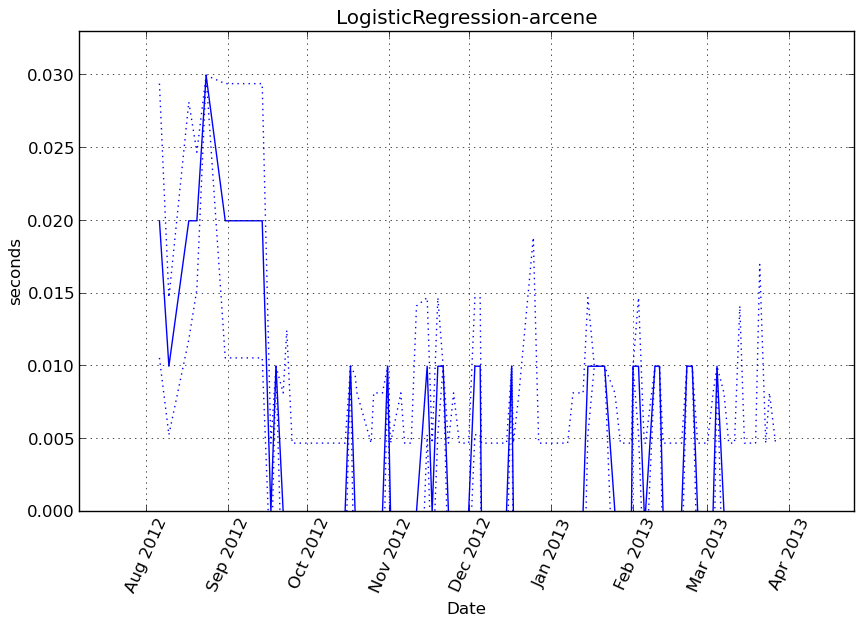 LogisticRegression-arcene
0.030
0.025
0.020
0.015
0.010
0.005
0.000
seconds
Aug 2012
Sep 2012
Oct 2012
Nov 2012
Dec 2012
Jan 2013
Feb 2013
Mar 2013
Apr 2013
Date